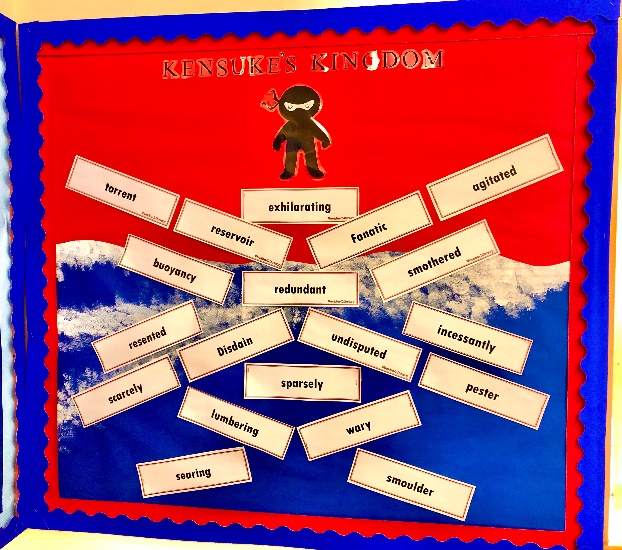 KENSUKE'S KINGDOM
torrent
exhilarating
agitated
reservoir
Fanatic
buoyancy
redundant
smothered
resented
Disdain
undisputed
incessantly
scarcely
sparsely
pester
lumbering
wary
searing
smoulder